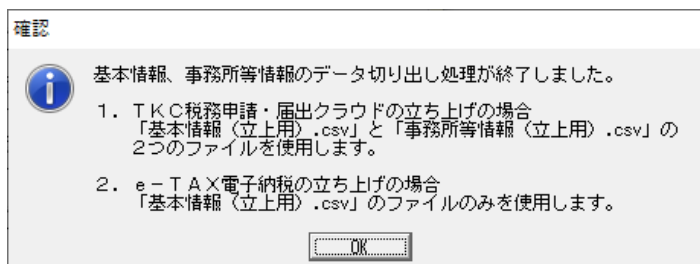 確認
基本情報、事務所等情報のデータ切り出し処理が終了しました。
1. TKC税務申請・届出クラウドの立ち上げの場合
「基本情報（立上用）.csv」と「事務所等情報（立上用）.csv」の
2つのファイルを使用します。
2. e-TAX電子納税の立ち上げの場合
「基本情報（立上用）.csv」のファイルのみを使用します。
OK